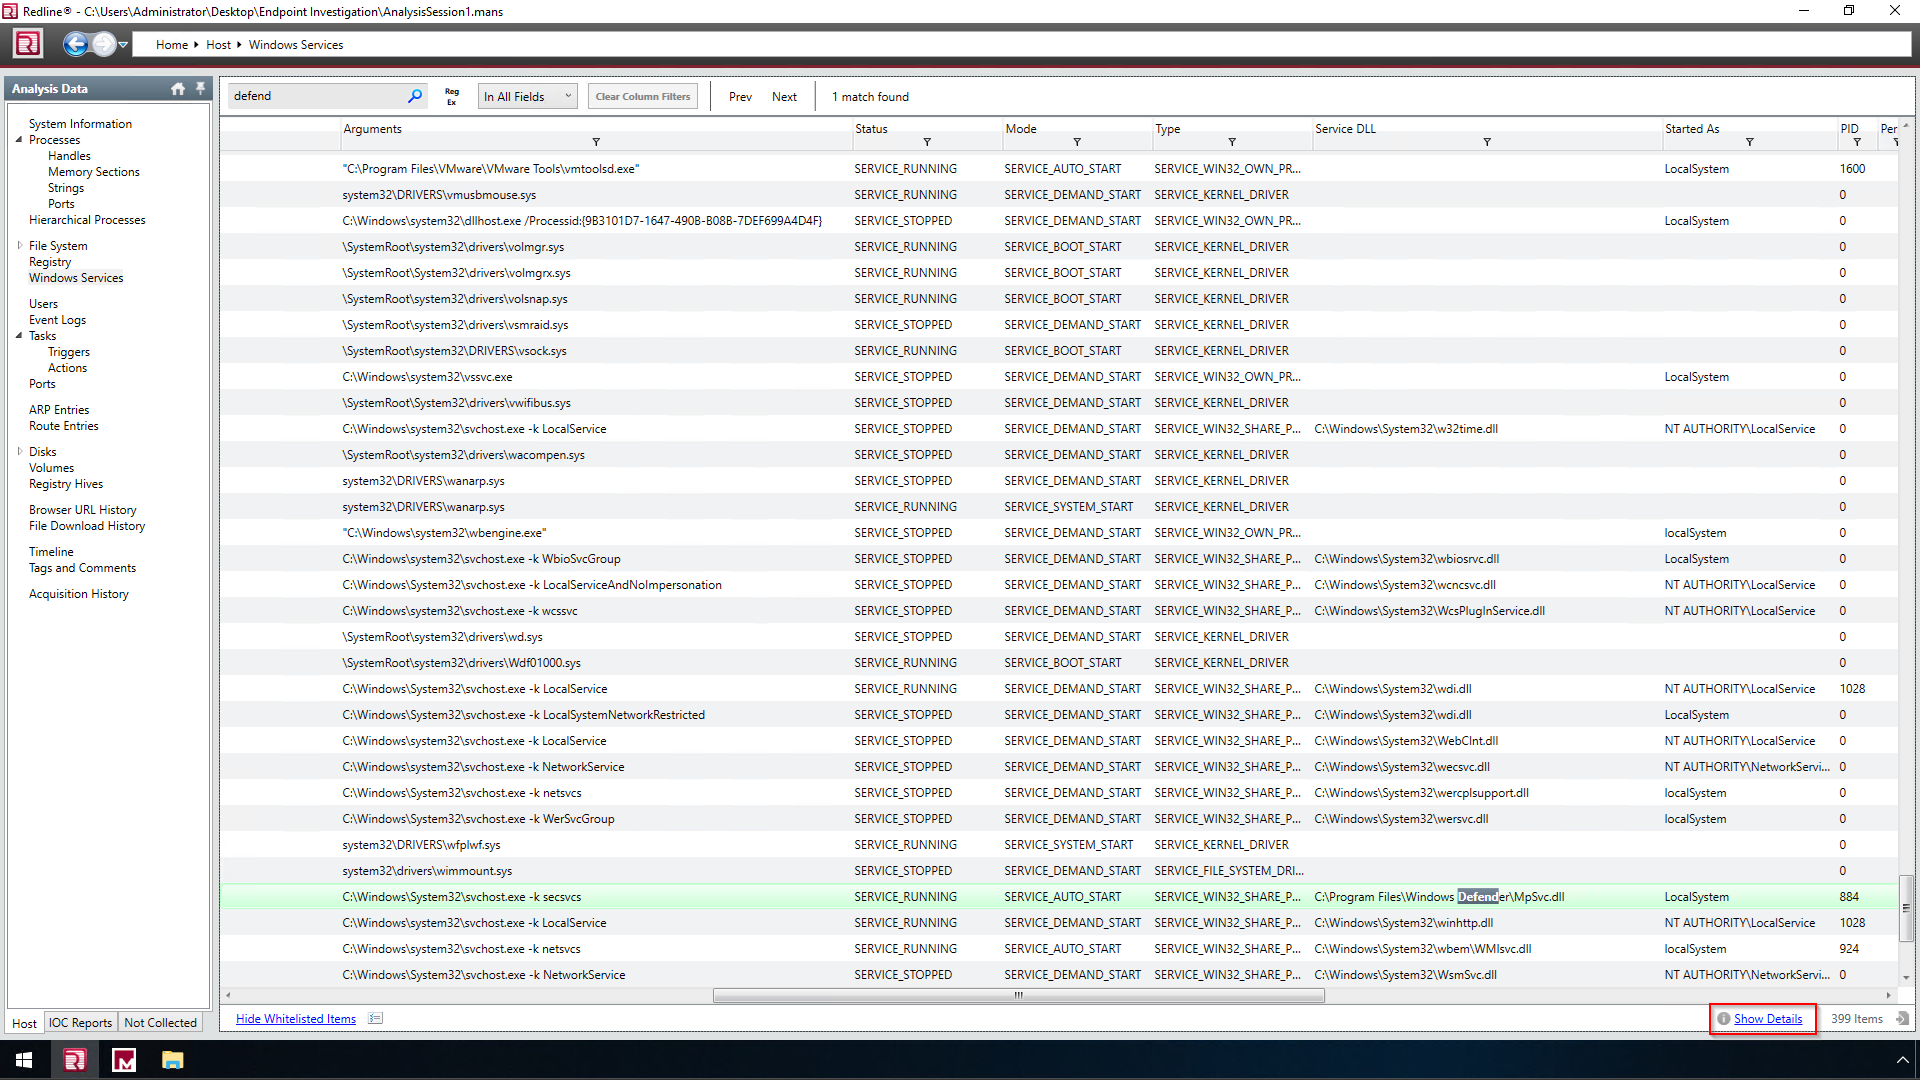 Redline® - C:\Users\Administrator\Desktop\Endpoint Investigation\AnalysisSession1.mans
Home Host Windows Services
Analysis Data
System Information
Processes
Handles
Memory Sections
Strings
Ports
Hierarchical Processes
File System
Registry
Windows Services
Users
Event Logs
Tasks
Triggers
Actions
Ports
ARP Entries
Route Entries
Disks
Volumes
Registry Hives
Browser URL History
File Download History
Timeline
Tags and Comments
Acquisition History
Host IOC Reports Not Collected
defend Reg Ex In All Fields Clear Column Filters Prev Next 1 match found
Arguments Status Mode Type Service DLL Started As PID Per
"C:\Program Files\VMware\VMware Tools\vmtoolsd.exe" SERVICE_RUNNING SERVICE_AUTO_START SERVICE_WIN32_OWN_PR... LocalSystem 1600
system32\DRIVERS\vmusbmouse.sys SERVICE_RUNNING SERVICE_DEMAND_START SERVICE_KERNEL_DRIVER 0
C:\Windows\system32\dllhost.exe /Processid:{9B3101D7-1647-490B-B08B-7DEF699A4D4F} SERVICE_STOPPED SERVICE_DEMAND_START SERVICE_WIN32_OWN_PR... LocalSystem 0
\SystemRoot\system32\drivers\volmgr.sys SERVICE_RUNNING SERVICE_BOOT_START SERVICE_KERNEL_DRIVER 0
\SystemRoot\System32\drivers\volmgrx.sys SERVICE_RUNNING SERVICE_BOOT_START SERVICE_KERNEL_DRIVER 0
\SystemRoot\system32\drivers\volsnap.sys SERVICE_RUNNING SERVICE_BOOT_START SERVICE_KERNEL_DRIVER 0
\SystemRoot\system32\drivers\vsmraid.sys SERVICE_STOPPED SERVICE_DEMAND_START SERVICE_KERNEL_DRIVER 0
\SystemRoot\system32\DRIVERS\vsock.sys SERVICE_RUNNING SERVICE_BOOT_START SERVICE_KERNEL_DRIVER 0
C:\Windows\system32\vssvc.exe SERVICE_STOPPED SERVICE_DEMAND_START SERVICE_WIN32_OWN_PR... LocalSystem 0
\SystemRoot\System32\drivers\vwifibus.sys SERVICE_STOPPED SERVICE_DEMAND_START SERVICE_KERNEL_DRIVER 0
C:\Windows\system32\svchost.exe -k LocalService SERVICE_STOPPED SERVICE_DEMAND_START SERVICE_WIN32_SHARE_P... C:\Windows\System32\w32time.dll NT AUTHORITY\LocalService 0
\SystemRoot\system32\drivers\wacompen.sys SERVICE_STOPPED SERVICE_DEMAND_START SERVICE_KERNEL_DRIVER 0
system32\DRIVERS\wanarp.sys SERVICE_STOPPED SERVICE_DEMAND_START SERVICE_KERNEL_DRIVER 0
system32\DRIVERS\wanarp.sys SERVICE_RUNNING SERVICE_SYSTEM_START SERVICE_KERNEL_DRIVER 0
"C:\Windows\system32\wbengine.exe" SERVICE_STOPPED SERVICE_DEMAND_START SERVICE_WIN32_OWN_PR... localSystem 0
C:\Windows\system32\svchost.exe -k WbioSvcGroup SERVICE_STOPPED SERVICE_DEMAND_START SERVICE_WIN32_SHARE_P... C:\Windows\System32\wbiosrvc.dll LocalSystem 0
C:\Windows\System32\svchost.exe -k LocalServiceAndNoImpersonation SERVICE_STOPPED SERVICE_DEMAND_START SERVICE_WIN32_SHARE_P... C:\Windows\System32\wcncsvc.dll NT AUTHORITY\LocalService 0
C:\Windows\system32\svchost.exe -k wcssvc SERVICE_STOPPED SERVICE_DEMAND_START SERVICE_WIN32_SHARE_P... C:\Windows\System32\WcsPlugInService.dll NT AUTHORITY\LocalService 0
\SystemRoot\system32\drivers\wd.sys SERVICE_STOPPED SERVICE_DEMAND_START SERVICE_KERNEL_DRIVER 0
\SystemRoot\system32\drivers\Wdf01000.sys SERVICE_RUNNING SERVICE_BOOT_START SERVICE_KERNEL_DRIVER 0
C:\Windows\System32\svchost.exe -k LocalService SERVICE_RUNNING SERVICE_DEMAND_START SERVICE_WIN32_SHARE_P... C:\Windows\System32\wdi.dll NT AUTHORITY\LocalService 1028
C:\Windows\System32\svchost.exe -k LocalSystemNetworkRestricted SERVICE_STOPPED SERVICE_DEMAND_START SERVICE_WIN32_SHARE_P... C:\Windows\System32\wdi.dll LocalSystem 0
C:\Windows\system32\svchost.exe -k LocalService SERVICE_STOPPED SERVICE_DEMAND_START SERVICE_WIN32_SHARE_P... C:\Windows\System32\WebClnt.dll NT AUTHORITY\LocalService 0
C:\Windows\system32\svchost.exe -k NetworkService SERVICE_STOPPED SERVICE_DEMAND_START SERVICE_WIN32_SHARE_P... C:\Windows\System32\wecsvc.dll NT AUTHORITY\NetworkServi... 0
C:\Windows\System32\svchost.exe -k netsvcs SERVICE_STOPPED SERVICE_DEMAND_START SERVICE_WIN32_SHARE_P... C:\Windows\System32\wercplsupport.dll localSystem 0
C:\Windows\System32\svchost.exe -k WerSvcGroup SERVICE_STOPPED SERVICE_DEMAND_START SERVICE_WIN32_SHARE_P... C:\Windows\System32\wersvc.dll localSystem 0
system32\DRIVERS\wfplwf.sys SERVICE_RUNNING SERVICE_SYSTEM_START SERVICE_KERNEL_DRIVER 0
system32\drivers\wimmount.sys SERVICE_STOPPED SERVICE_DEMAND_START SERVICE_FILE_SYSTEM_DRI... 0
C:\Windows\System32\svchost.exe -k secsvcs SERVICE_RUNNING SERVICE_AUTO_START SERVICE_WIN32_SHARE_P... C:\Program Files\Windows Defender\MpSvc.dll LocalSystem 884
C:\Windows\System32\svchost.exe -k LocalService SERVICE_RUNNING SERVICE_DEMAND_START SERVICE_WIN32_SHARE_P... C:\Windows\System32\winhttp.dll NT AUTHORITY\LocalService 1028
C:\Windows\system32\svchost.exe -k netsvcs SERVICE_RUNNING SERVICE_AUTO_START SERVICE_WIN32_SHARE_P... C:\Windows\System32\wbem\WMIsvc.dll localSystem 924
C:\Windows\System32\svchost.exe -k NetworkService SERVICE_STOPPED SERVICE_DEMAND_START SERVICE_WIN32_SHARE_P... C:\Windows\System32\WsmSvc.dll NT AUTHORITY\NetworkServi... 0
Hide Whitelisted Items Show Details 399 Items